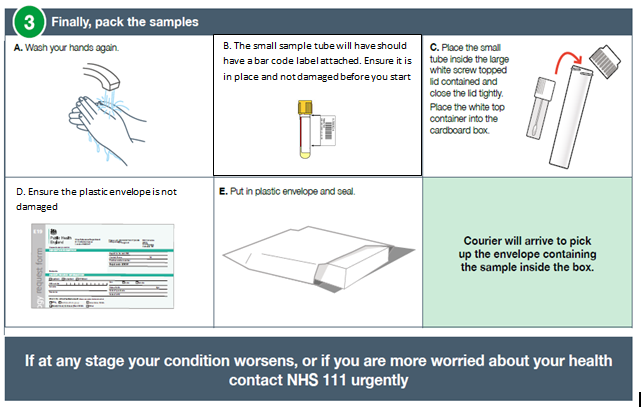 3 Finally, pack the samples
A. Wash your hands again.
B. The small sample tube will have should
have a bar code label attached. Ensure it is
in place and not damaged before you start
C. Place the small
tube inside the large
white screw topped
lid contained and
close the lid tightly.
Place the white top
container into the
cardboard box.
D. Ensure the plastic envelope is not
damaged
Public Health
England
request form
E. Put in plastic envelope and seal.
Courier will arrive to pick
up the envelope containing
the sample inside the box.
If at any stage your condition worsens, or if you are more worried about your health
contact NHS 111 urgently